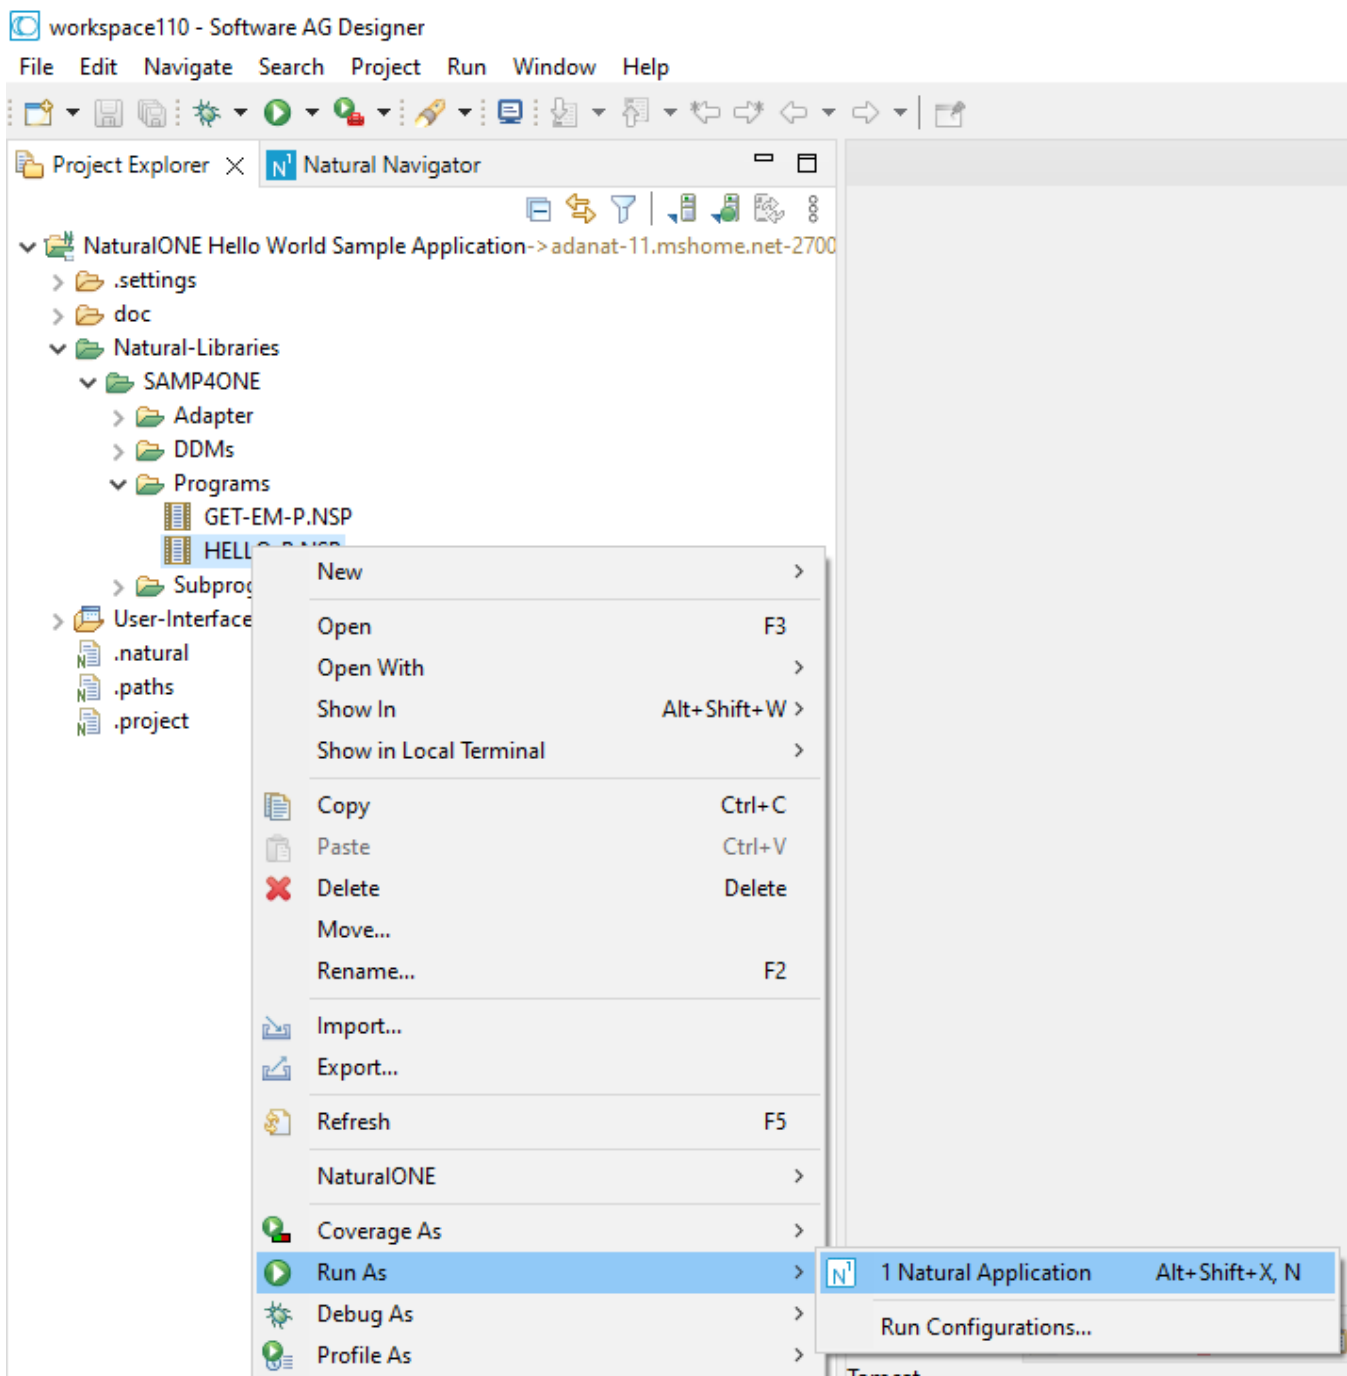 workspace110 - Software AG Designer
File Edit Navigate Search Project Run Window Help
Project Explorer Natural Navigator
NaturalONE Hello World Sample Application->adanat-11.mshome.net-2700
.settings
doc
Natural-Libraries
SAMP4ONE
Adapter
DDMs
Programs
GET-EM-P.NSP
HELL
Subprog
User-Interface
.natural
.paths
.project
New
Open F3
Open With
Show In Alt+Shift+W
Show in Local Terminal
Copy Ctrl+C
Paste Ctrl+V
Delete Delete
Move...
Rename... F2
Import...
Export...
Refresh F5
NaturalONE
Coverage As
Run As
1 Natural Application Alt+Shift+X, N
Debug As
Run Configurations...
Profile As